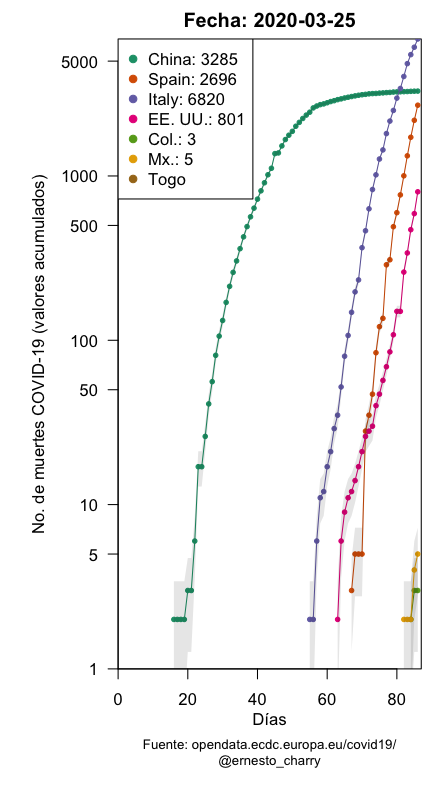 Fecha: 2020-03-25
No. de muertes COVID-19 (valores acumulados)
5000
1000
500
100
50
10
5
1
China: 3285
Spain: 2696
Italy: 6820
EE. UU.: 801
Col.: 3
Mx.: 5
Togo
0 20 40 60 80
Días
Fuente: opendata.ecdc.europa.eu/covid19/
@ernesto_charry